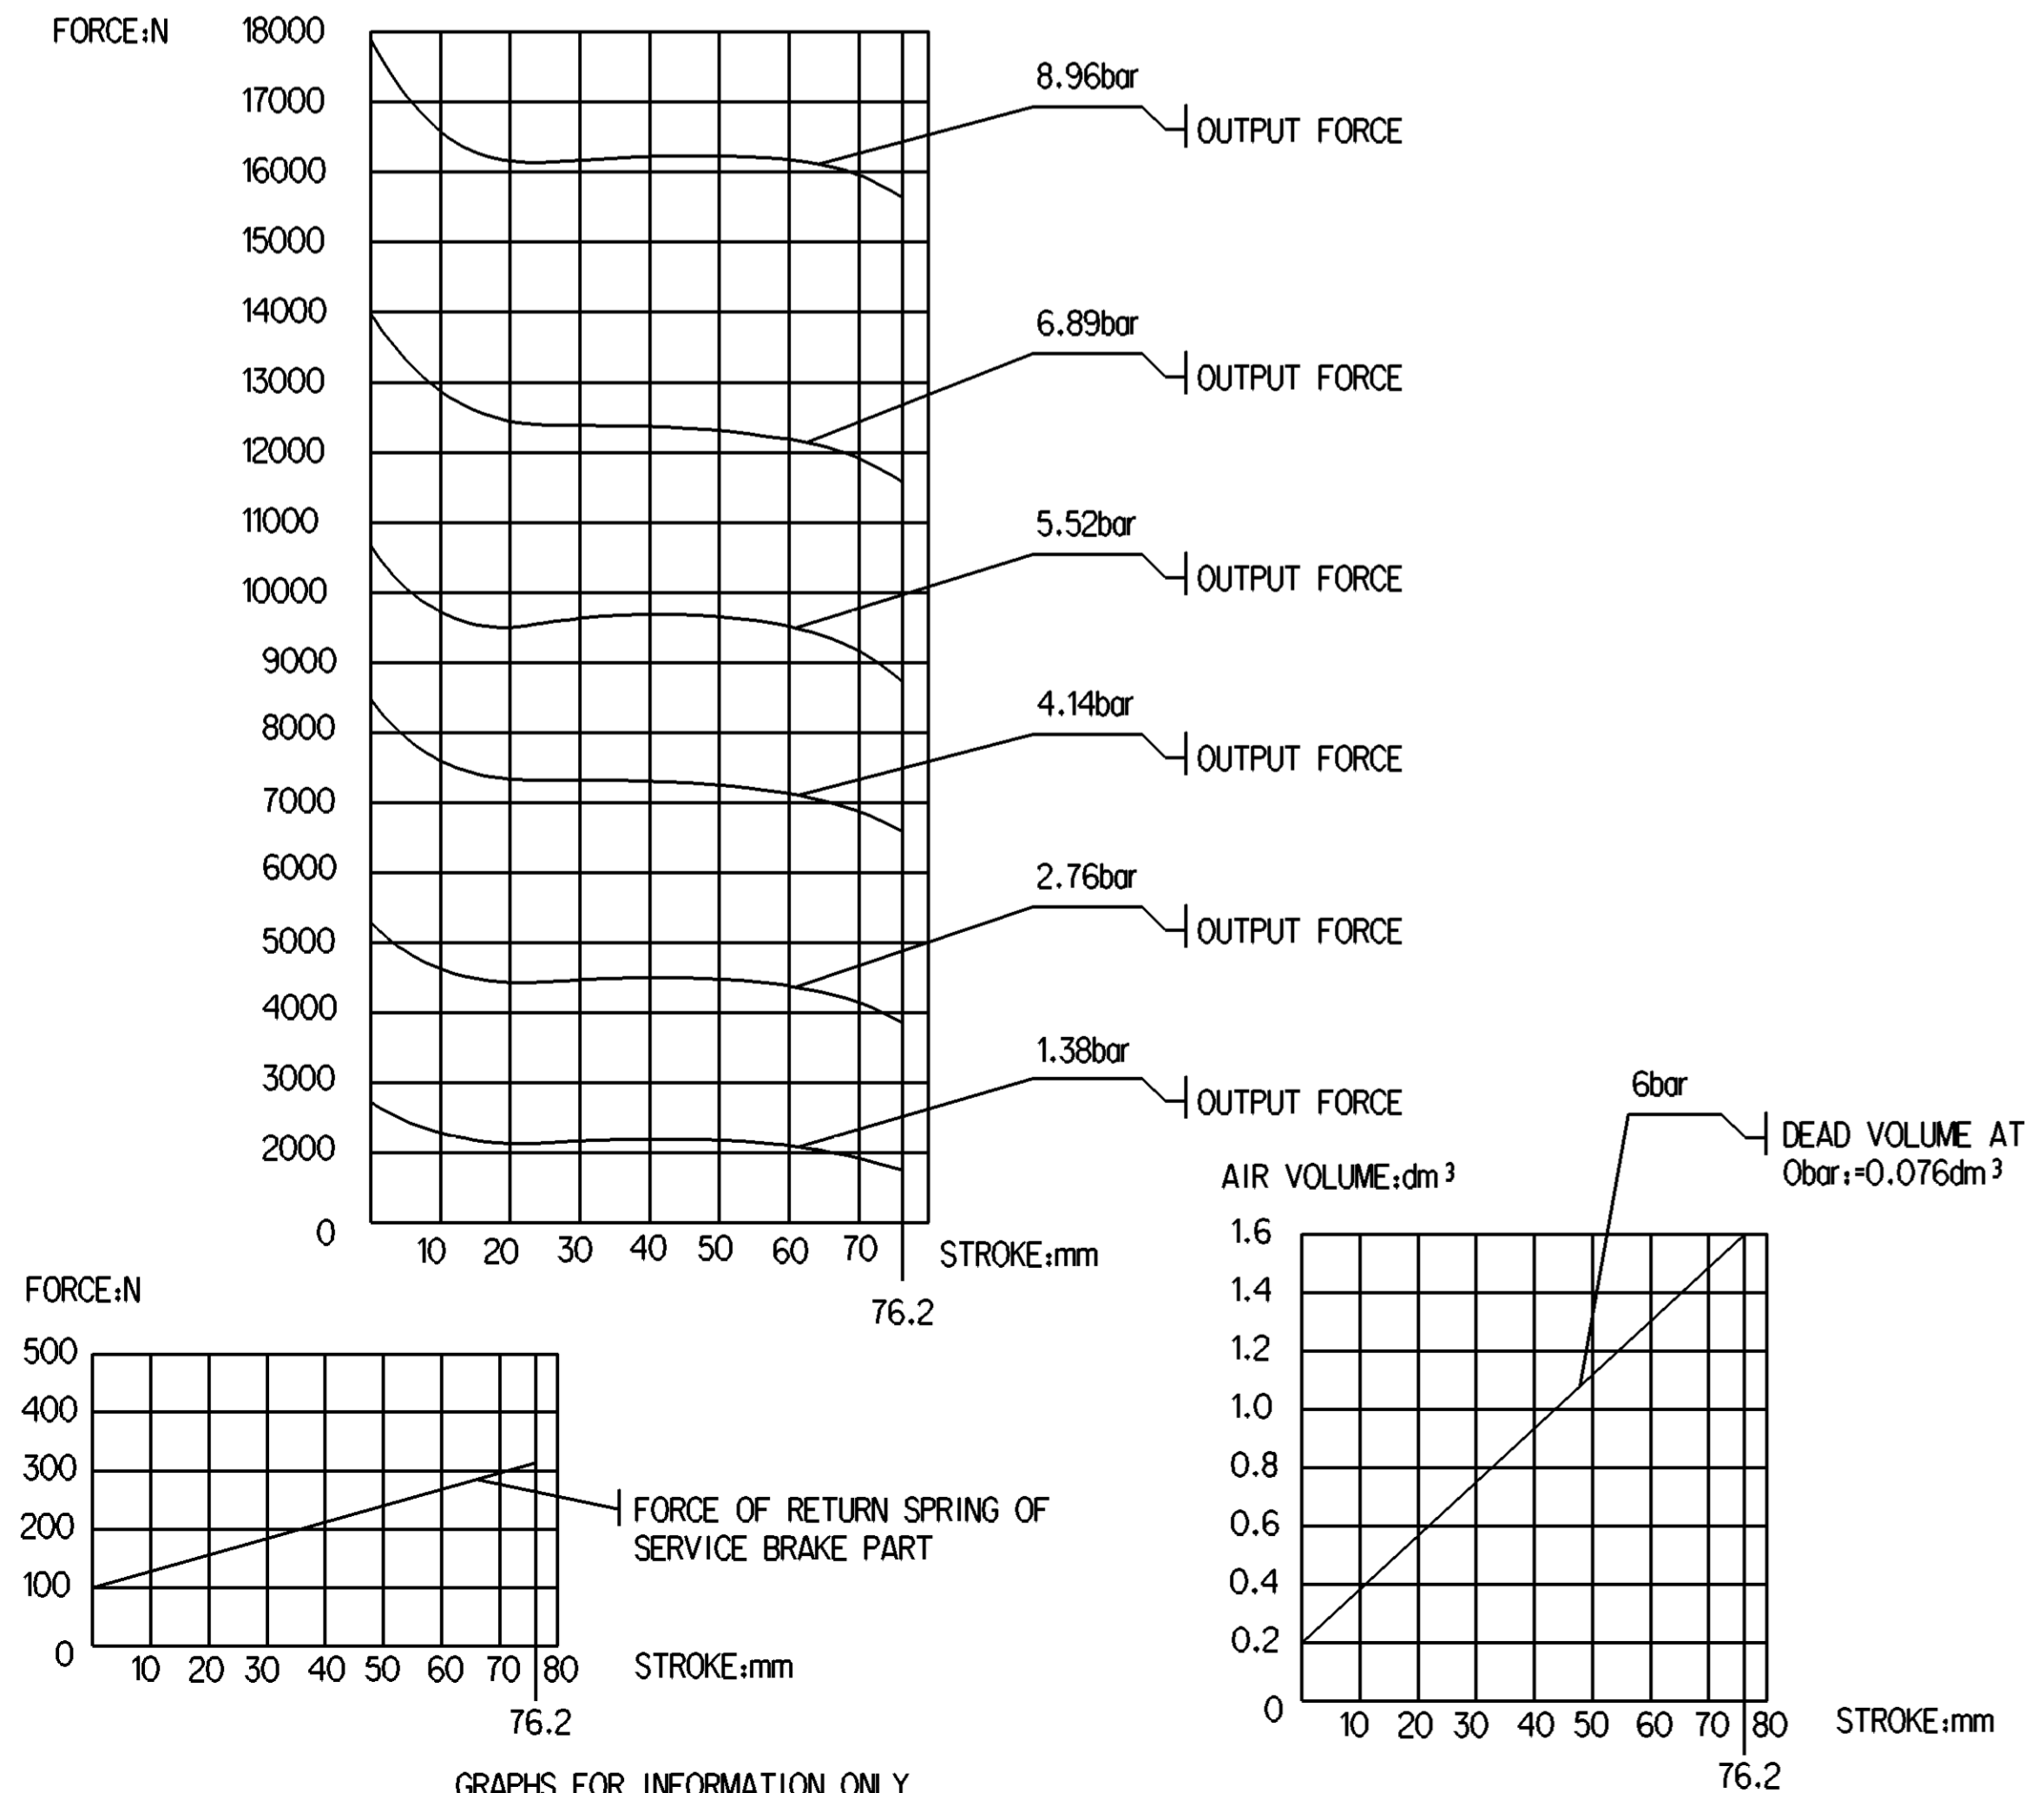 FORCE:N
18000
17000
16000
15000
14000
13000
12000
11000
10000
9000
8000
7000
6000
5000
4000
3000
2000
0
10 20 30 40 50 60 70 STROKE:mm
76.2
8.96bar
OUTPUT FORCE
6.89bar
OUTPUT FORCE
5.52bar
OUTPUT FORCE
4.14bar
OUTPUT FORCE
2.76bar
OUTPUT FORCE
1.38bar
OUTPUT FORCE
FORCE:N
500
400
300
200
100
0
10 20 30 40 50 60 70 80 STROKE:mm
76.2
FORCE OF RETURN SPRING OF
SERVICE BRAKE PART
6bar
DEAD VOLUME AT
0bar:=0.076dm³
AIR VOLUME:dm³
1.6
1.4
1.2
1.0
0.8
0.6
0.4
0.2
0
10 20 30 40 50 60 70 80 STROKE:mm
76.2
GRAPHS FOR INFORMATION ONLY